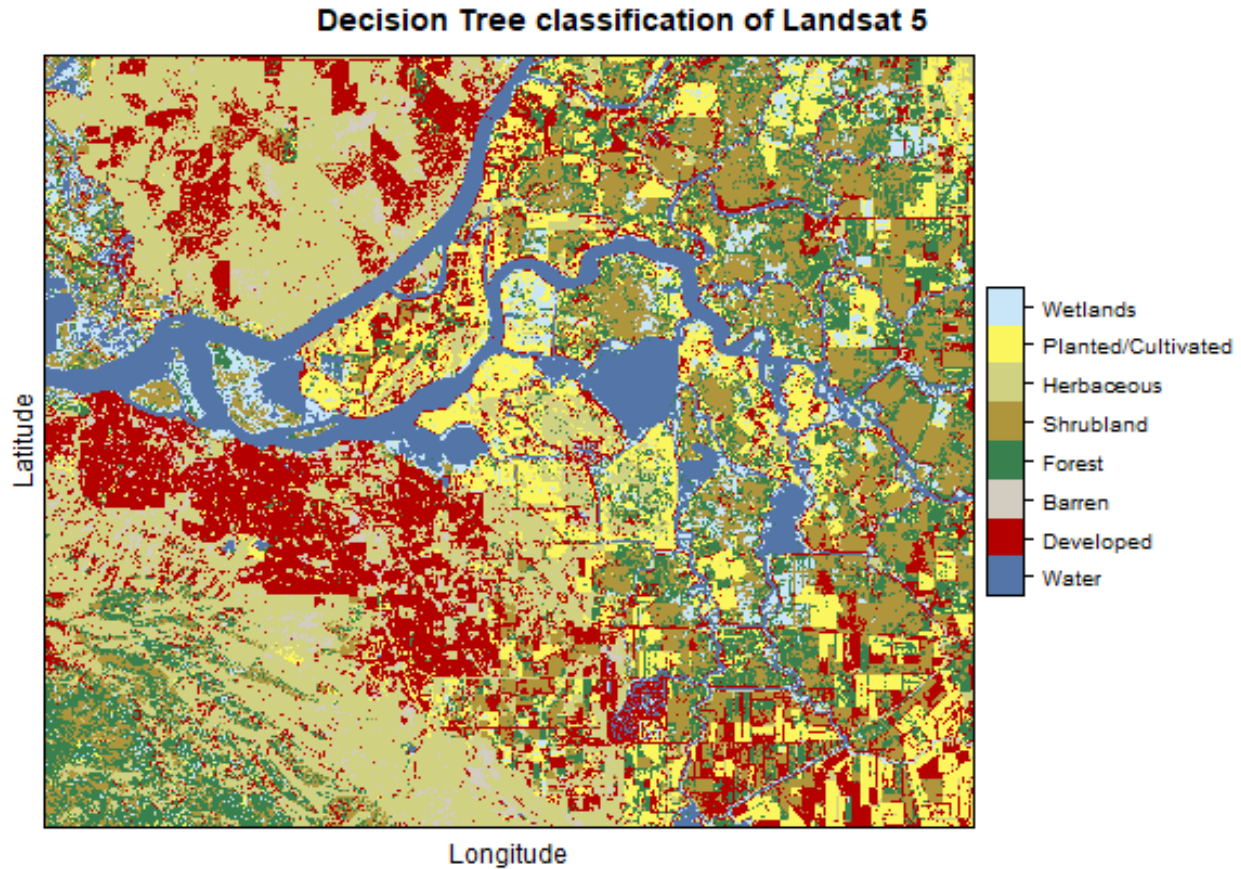 Decision Tree classification of Landsat 5
Latitude
Wetlands
Planted/Cultivated
Herbaceous
Shrubland
Forest
Barren
Developed
Water
Longitude